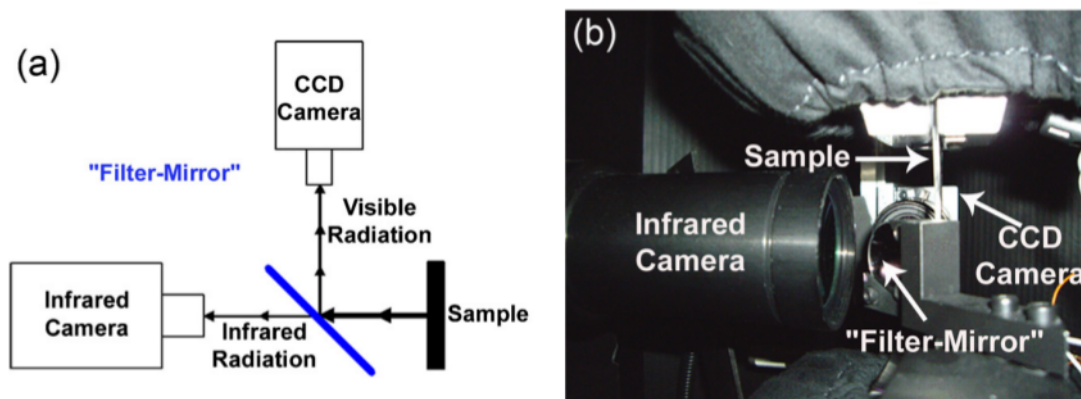 (a)
CCD
Camera
"Filter-Mirror"
Visible
Radiation
Infrared
Camera
Infrared
Radiation
Sample
(b)
Sample
Infrared
Camera
CCD
Camera
"Filter-Mirror"